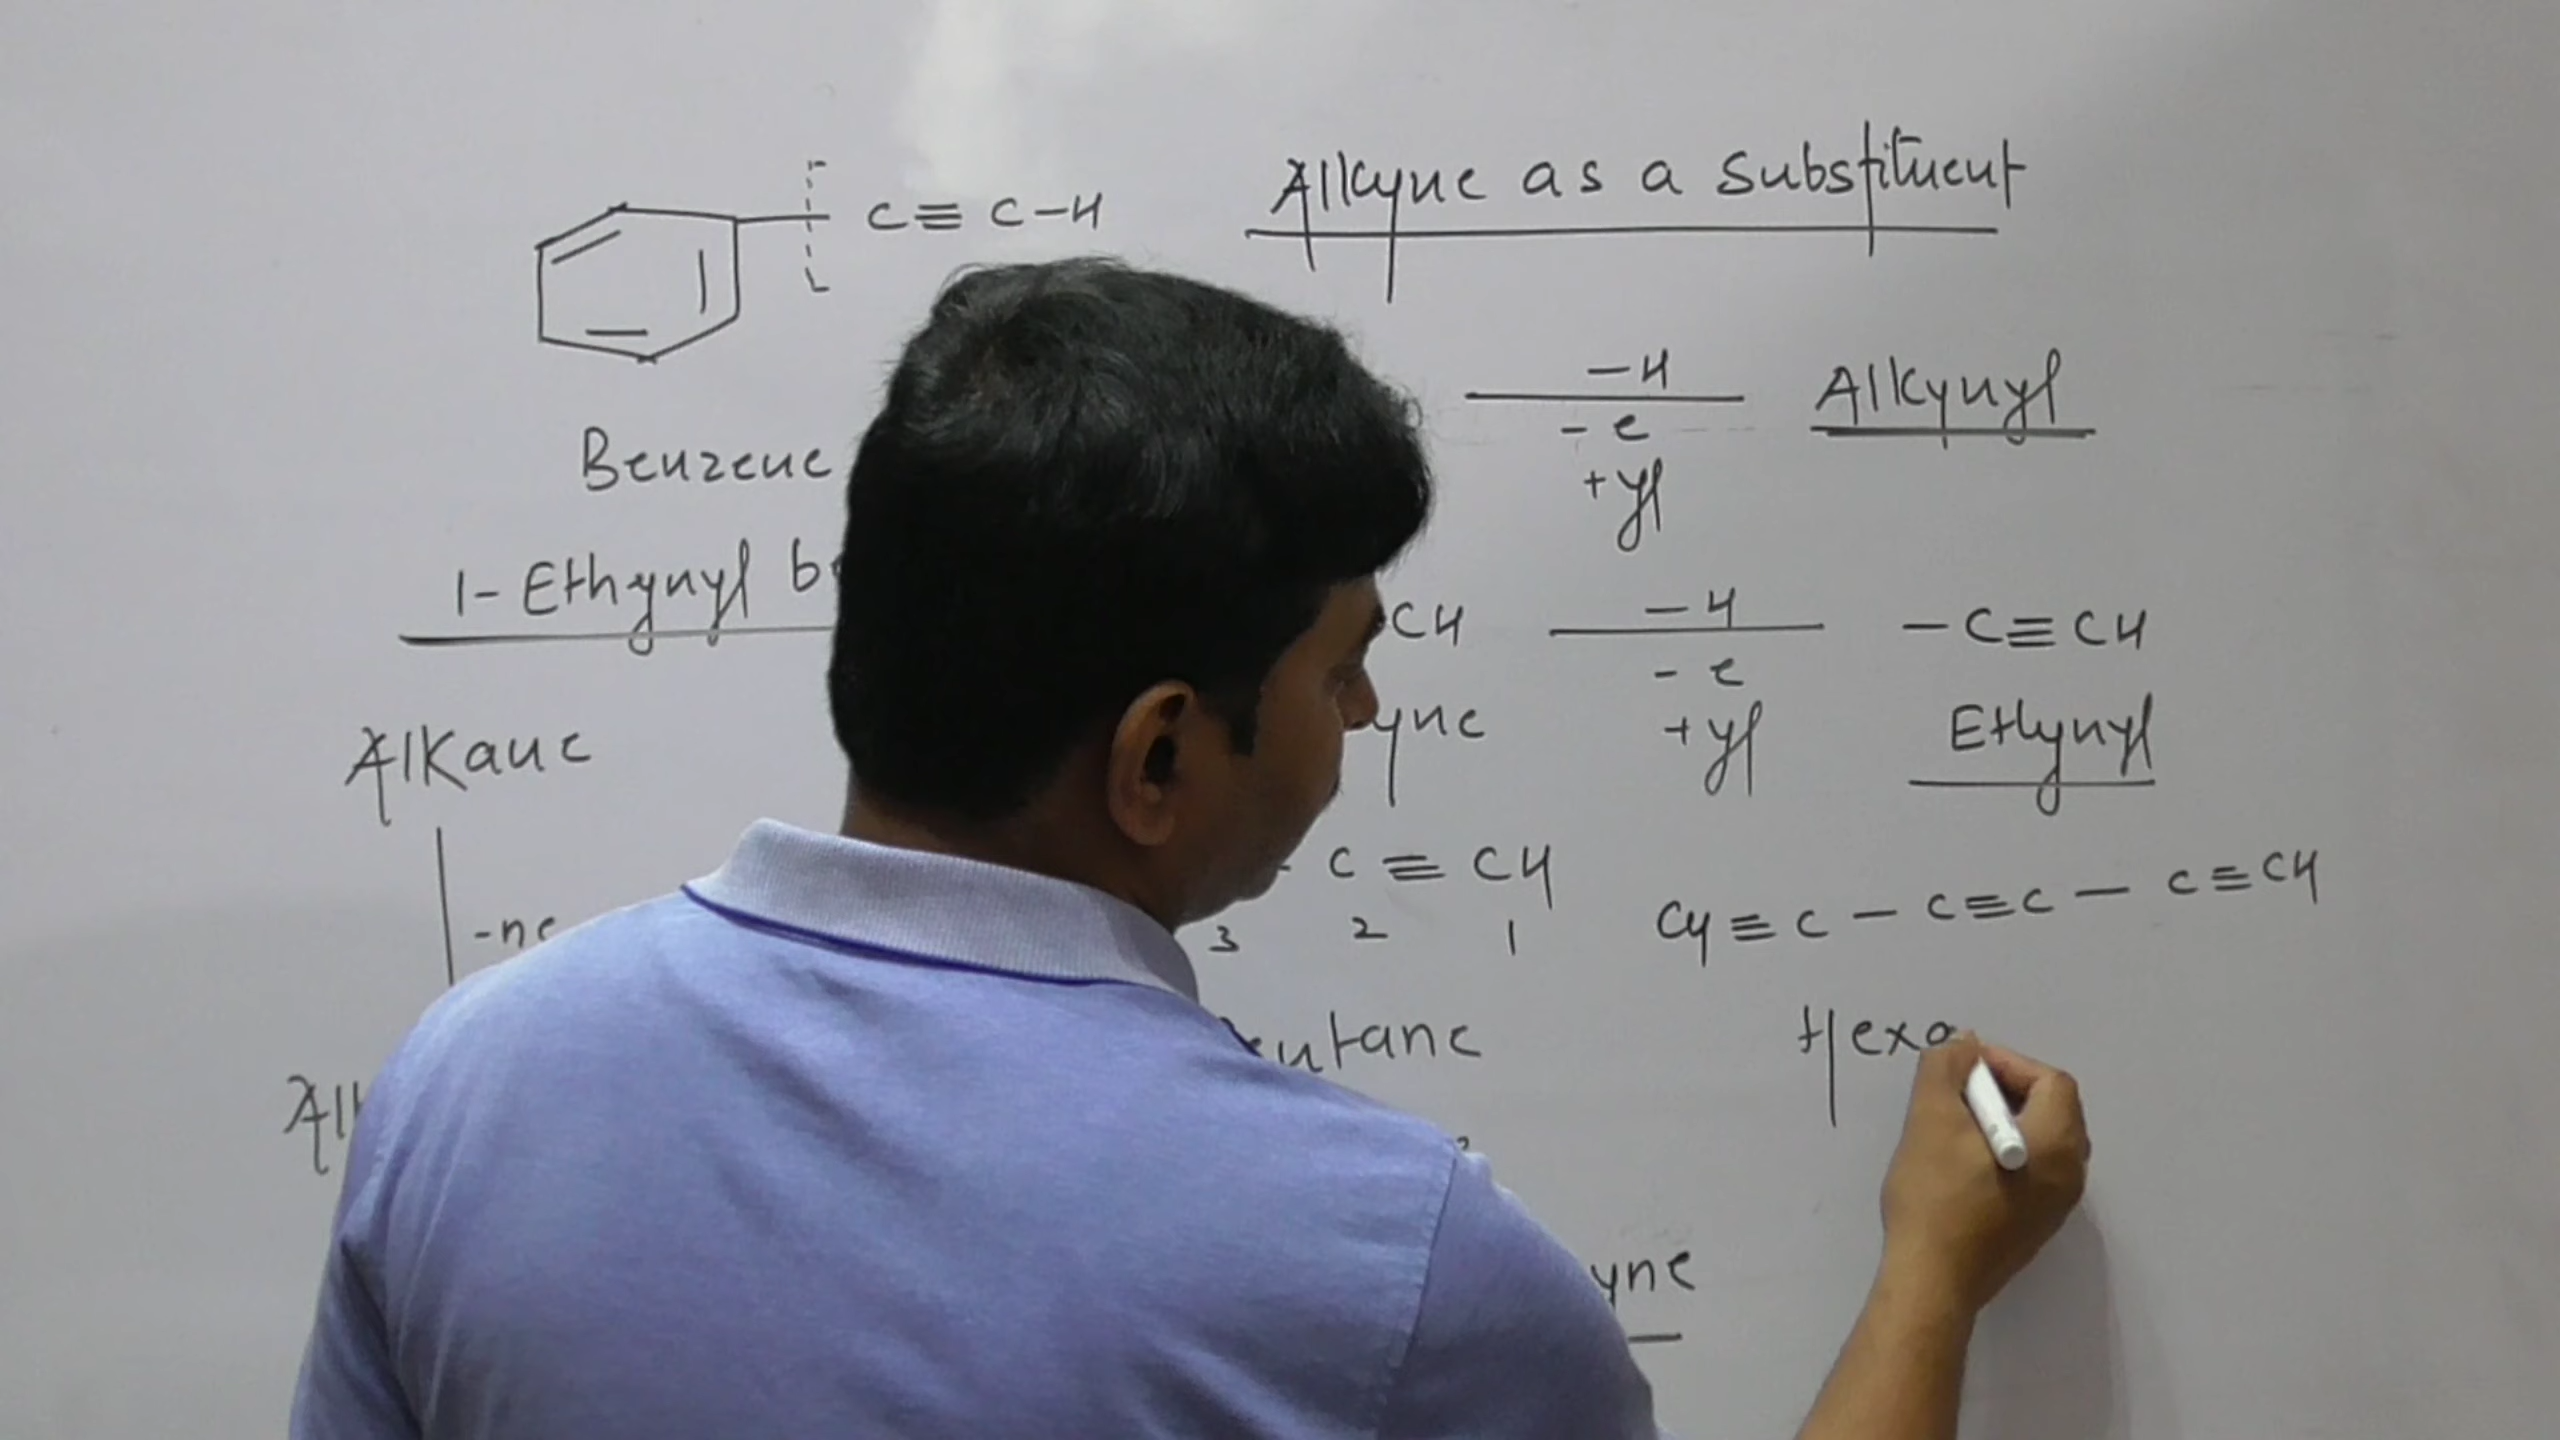 C≡C-H
Alkyne as a substituent
-H
-e
+yl
Alkynyl
Benzene
1-Ethynyl
CH
yne
-H
-e
+yl
-C≡CH
Ethynyl
Alkane
-ne
C≡CH
3 2 1
CH≡C-C≡C-C≡CH
Hexa
utane
yne